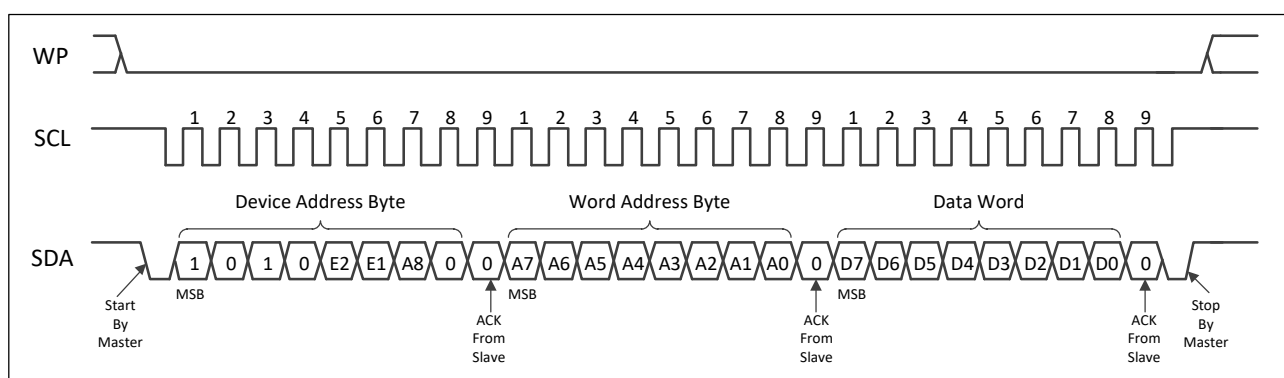 WP
SCL
1 2 3 4 5 6 7 8 9 1 2 3 4 5 6 7 8 9 1 2 3 4 5 6 7 8 9
Device Address Byte Word Address Byte Data Word
SDA
1 0 1 0 E2 E1 A8 0 0 A7 A6 A5 A4 A3 A2 A1 A0 0 D7 D6 D5 D4 D3 D2 D1 D0 0
MSB MSB MSB
Start
By
Master
ACK
From
Slave
ACK
From
Slave
ACK
From
Slave
Stop
By
Master